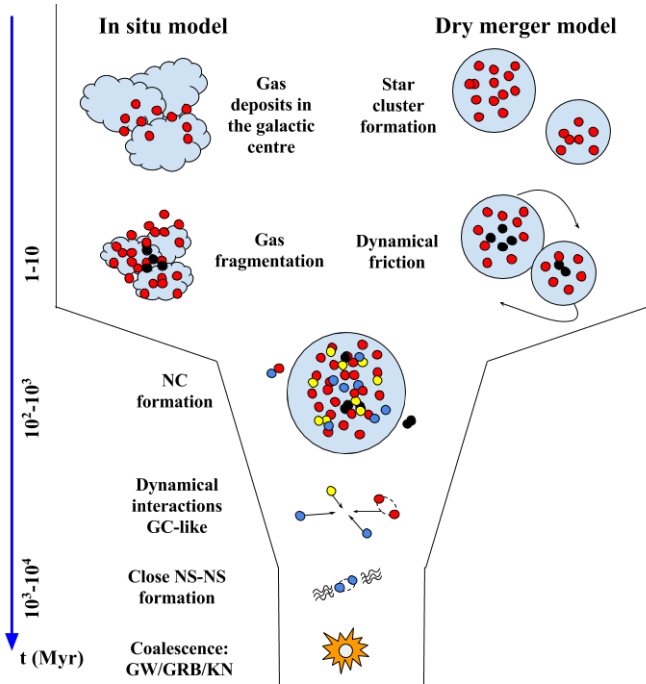 In situ model
Dry merger model
Gas
deposits in
the galactic
centre
Star
cluster
formation
1-10
Gas
fragmentation
Dynamical
friction
10²-10³
NC
formation
Dynamical
interactions
GC-like
10³-10⁴
Close NS-NS
formation
t (Myr)
Coalescence:
GW/GRB/KN